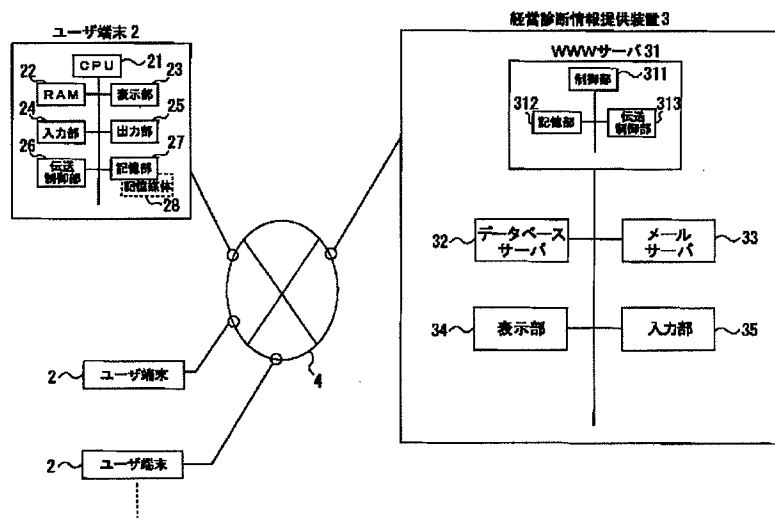 ユーザ端末2
CPU
21
22
RAM
23
表示部
24
入力部
25
出力部
26
伝送
制御部
27
記憶部
記憶媒体
28
経営診断情報提供装置3
WWWサーバ31
制御部
311
312
記憶部
313
伝送
制御部
32
データベース
サーバ
メール
サーバ
33
34
表示部
入力部
35
4
2
ユーザ端末
2
ユーザ端末